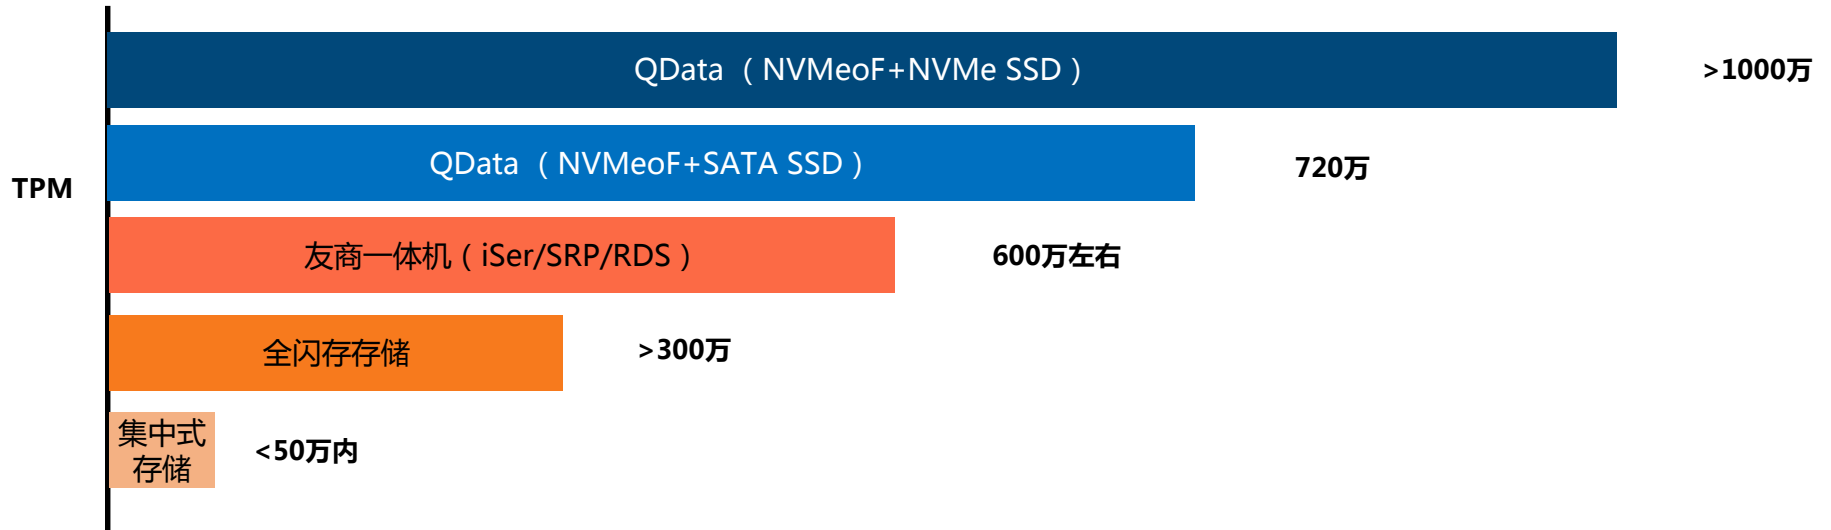 QData （NVMeoF+NVMe SSD）
>1000万
QData （NVMeoF+SATA SSD）
720万
TPM
友商一体机（iSer/SRP/RDS）
600万左右
全闪存存储
>300万
集中式
存储
<50万内